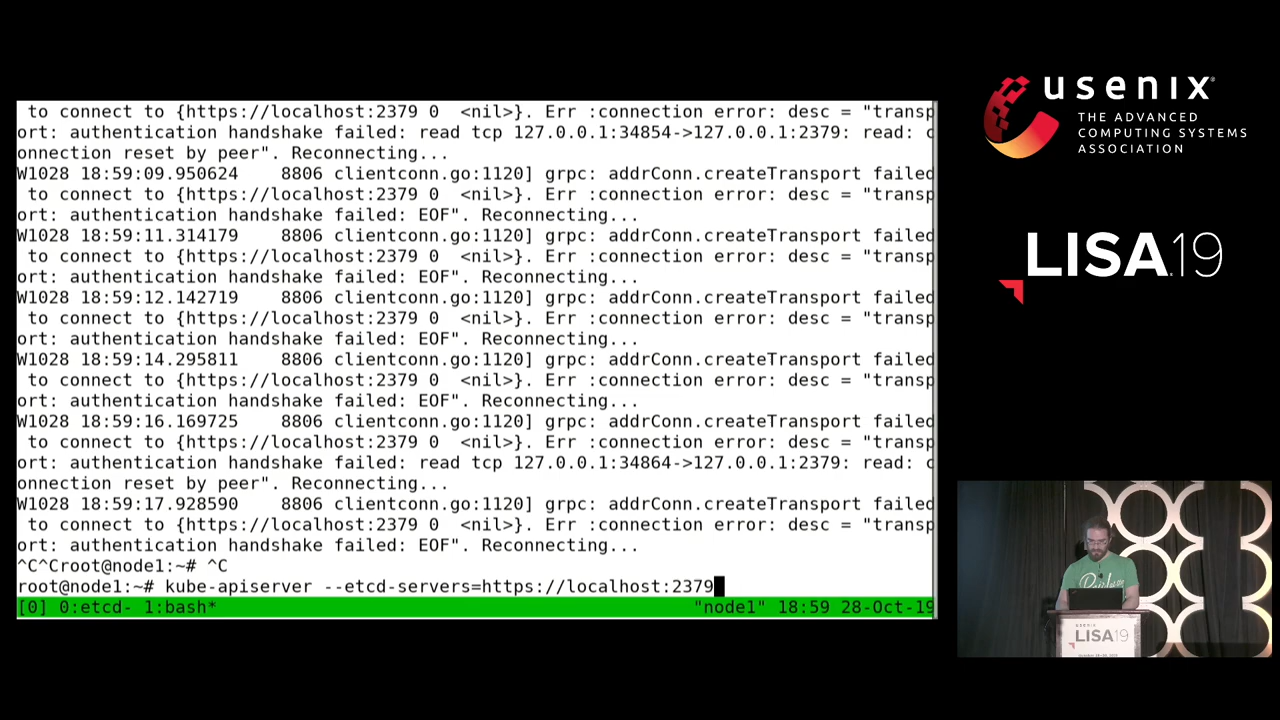 to connect to {https://localhost:2379 0  <nil>}. Err :connection error: desc = "transp
ort: authentication handshake failed: read tcp 127.0.0.1:34854->127.0.0.1:2379: read: c
onnection reset by peer". Reconnecting...
W1028 18:59:09.950624    8806 clientconn.go:1120] grpc: addrConn.createTransport failed
 to connect to {https://localhost:2379 0  <nil>}. Err :connection error: desc = "transp
ort: authentication handshake failed: EOF". Reconnecting...
W1028 18:59:11.314179    8806 clientconn.go:1120] grpc: addrConn.createTransport failed
 to connect to {https://localhost:2379 0  <nil>}. Err :connection error: desc = "transp
ort: authentication handshake failed: EOF". Reconnecting...
W1028 18:59:12.142719    8806 clientconn.go:1120] grpc: addrConn.createTransport failed
 to connect to {https://localhost:2379 0  <nil>}. Err :connection error: desc = "transp
ort: authentication handshake failed: EOF". Reconnecting...
W1028 18:59:14.295811    8806 clientconn.go:1120] grpc: addrConn.createTransport failed
 to connect to {https://localhost:2379 0  <nil>}. Err :connection error: desc = "transp
ort: authentication handshake failed: EOF". Reconnecting...
W1028 18:59:16.169725    8806 clientconn.go:1120] grpc: addrConn.createTransport failed
 to connect to {https://localhost:2379 0  <nil>}. Err :connection error: desc = "transp
ort: authentication handshake failed: read tcp 127.0.0.1:34864->127.0.0.1:2379: read: c
onnection reset by peer". Reconnecting...
W1028 18:59:17.928590    8806 clientconn.go:1120] grpc: addrConn.createTransport failed
 to connect to {https://localhost:2379 0  <nil>}. Err :connection error: desc = "transp
ort: authentication handshake failed: EOF". Reconnecting...
^C^Croot@node1:~# ^C
root@node1:~# kube-apiserver --etcd-servers=https://localhost:2379
[0] 0:etcd- 1:bash* "node1" 18:59 28-Oct-19
usenix
THE ADVANCED
COMPUTING SYSTEMS
ASSOCIATION
LISA.19
usenix
LISA19